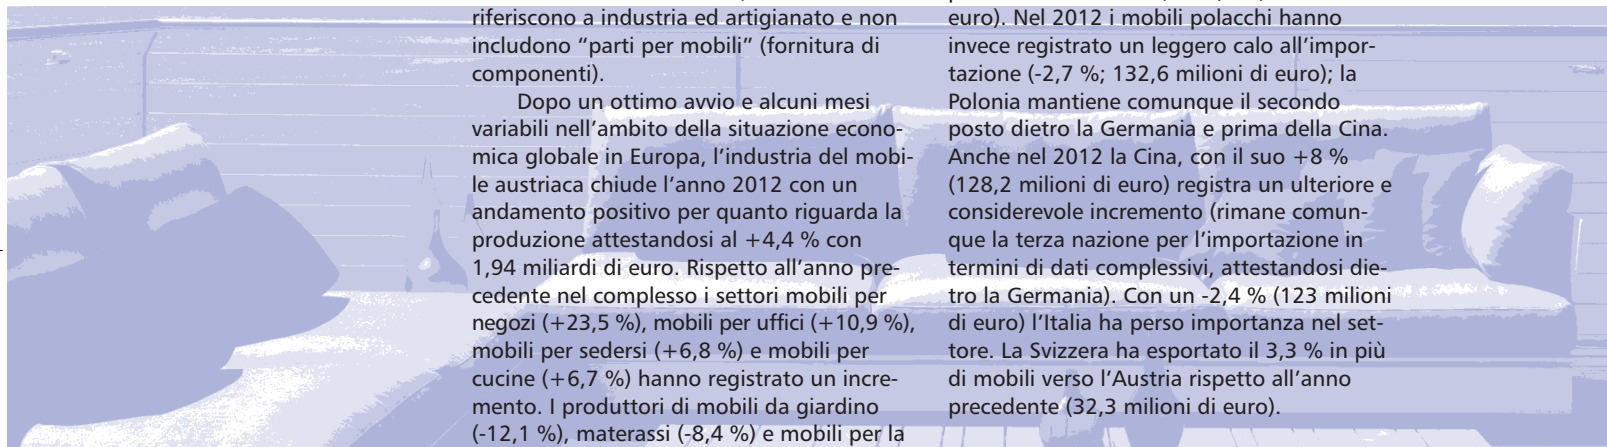 riferiscono a industria ed artigianato e non
includono “parti per mobili” (fornitura di
componenti).
Dopo un ottimo avvio e alcuni mesi
variabili nell’ambito della situazione econo-
mica globale in Europa, l’industria del mobi-
le austriaca chiude l’anno 2012 con un
andamento positivo per quanto riguarda la
produzione attestandosi al +4,4 % con
1,94 miliardi di euro. Rispetto all’anno pre-
cedente nel complesso i settori mobili per
negozi (+23,5 %), mobili per uffici (+10,9 %),
mobili per sedersi (+6,8 %) e mobili per
cucine (+6,7 %) hanno registrato un incre-
mento. I produttori di mobili da giardino
(-12,1 %), materassi (-8,4 %) e mobili per la
euro). Nel 2012 i mobili polacchi hanno
invece registrato un leggero calo all’impor-
tazione (-2,7 %; 132,6 milioni di euro); la
Polonia mantiene comunque il secondo
posto dietro la Germania e prima della Cina.
Anche nel 2012 la Cina, con il suo +8 %
(128,2 milioni di euro) registra un ulteriore e
considerevole incremento (rimane comun-
que la terza nazione per l’importazione in
termini di dati complessivi, attestandosi die-
tro la Germania). Con un -2,4 % (123 milioni
di euro) l’Italia ha perso importanza nel set-
tore. La Svizzera ha esportato il 3,3 % in più
di mobili verso l’Austria rispetto all’anno
precedente (32,3 milioni di euro).